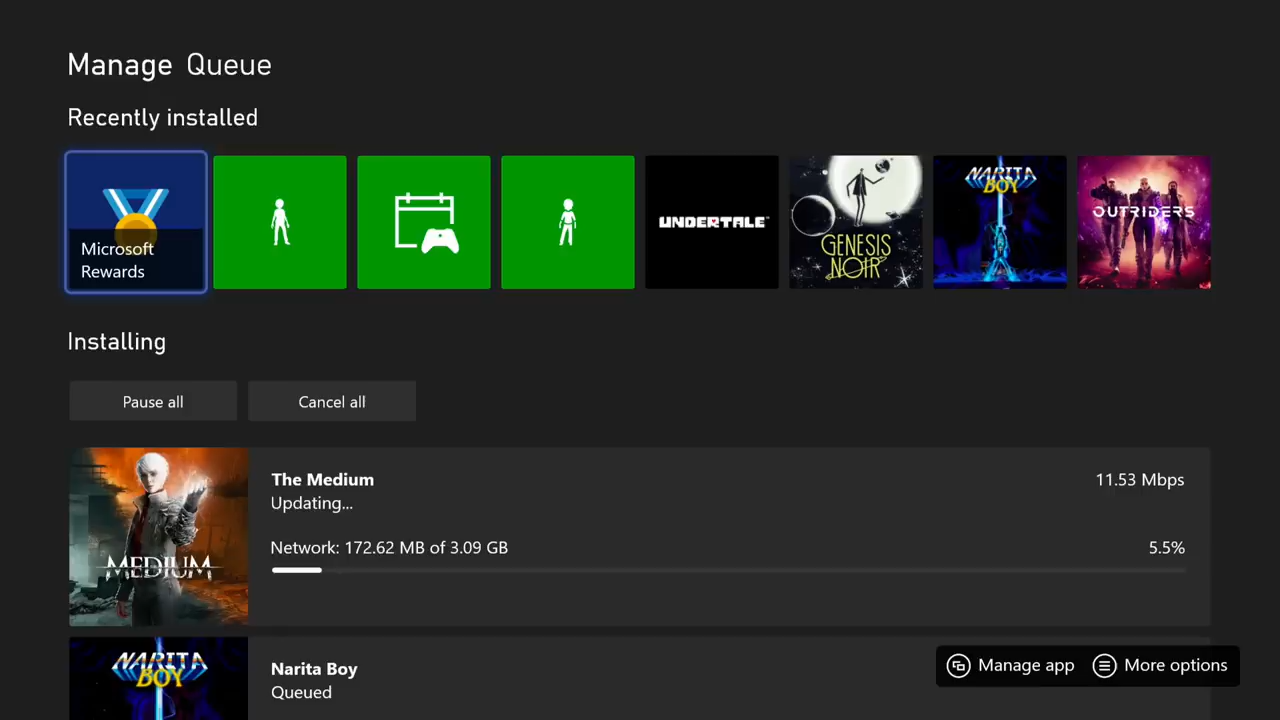 Manage Queue
Recently installed
Microsoft
Rewards
UNDERTALE
GENESIS
NOIR
NARITA
BOY
OUTRIDERS
Installing
Pause all
Cancel all
MEDIUM
The Medium
11.53 Mbps
Updating...
Network: 172.62 MB of 3.09 GB
5.5%
NARITA
BOY
Narita Boy
Queued
Manage app
More options